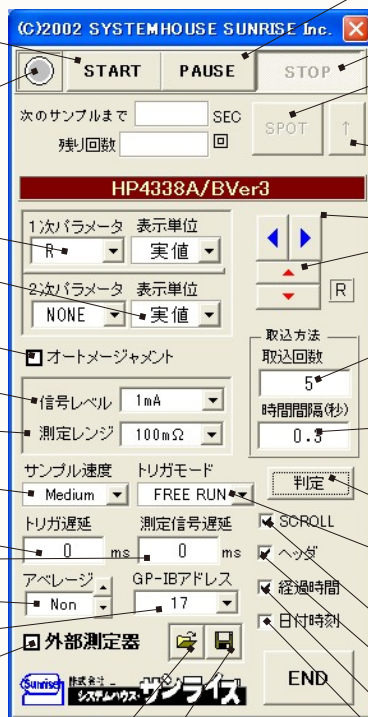 (C)2002 SYSTEMHOUSE SUNRISE Inc.
START PAUSE STOP
次のサンプルまで SEC
残り回数 回
SPOT ↑
HP4338A/BVer3
1次パラメータ 表示単位
R 実値
2次パラメータ 表示単位
NONE 実値
R
オートメージャメント
取込方法
取込回数
5
時間間隔(秒)
0.3
信号レベル 1mA
測定レンジ 100mΩ
サンプル速度 トリガモード
Medium FREE RUN
判定
トリガ遅延 測定信号遅延
0 ms 0 ms
SCROLL
ヘッダ
経過時間
日付時刻
アベレージ GP-IBアドレス
Non 17
外部測定器
Sunrise 株式会社
システムハウス・サンライズ
END